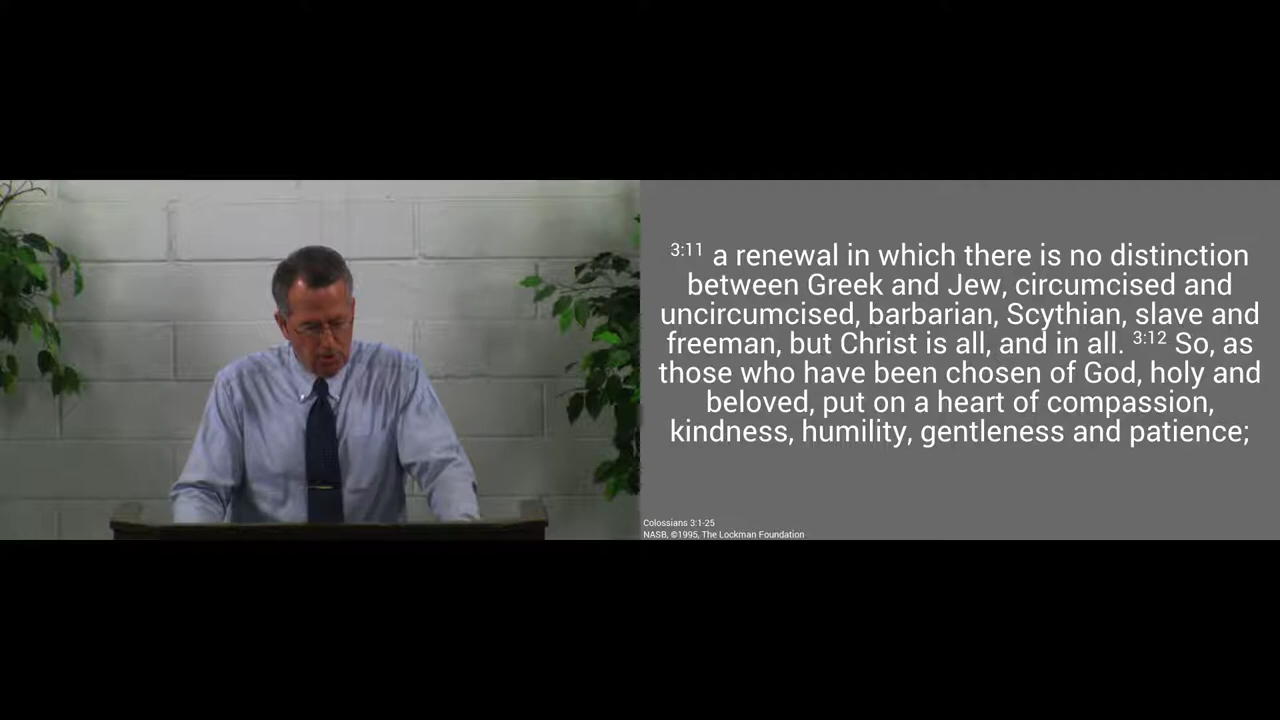 3:11 a renewal in which there is no distinction
between Greek and Jew, circumcised and
uncircumcised, barbarian, Scythian, slave and
freeman, but Christ is all, and in all. 3:12 So, as
those who have been chosen of God, holy and
beloved, put on a heart of compassion,
kindness, humility, gentleness and patience;
Colossians 3:1-25
NASB, ©1995, The Lockman Foundation